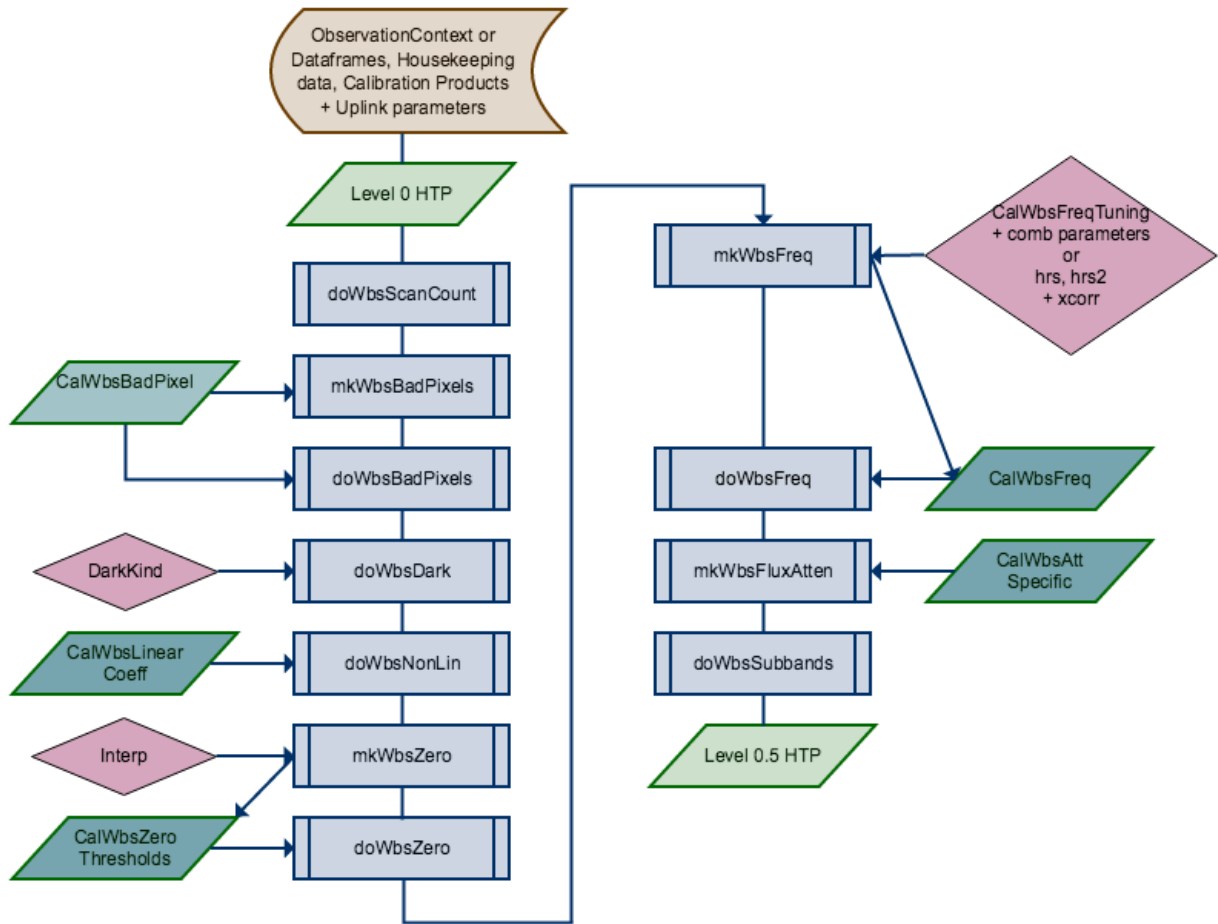 ObservationContext or
Dataframes, Housekeeping
data, Calibration Products
+ Uplink parameters
Level 0 HTP
doWbsScanCount
CalWbsBadPixel
mkWbsBadPixels
doWbsBadPixels
DarkKind
doWbsDark
CalWbsLinear
Coeff
doWbsNonLin
Interp
mkWbsZero
CalWbsZero
Thresholds
doWbsZero
mkWbsFreq
CalWbsFreqTuning
+ comb parameters
or
hrs, hrs2
+ xcorr
doWbsFreq
CalWbsFreq
mkWbsFluxAtten
CalWbsAtt
Specific
doWbsSubbands
Level 0.5 HTP